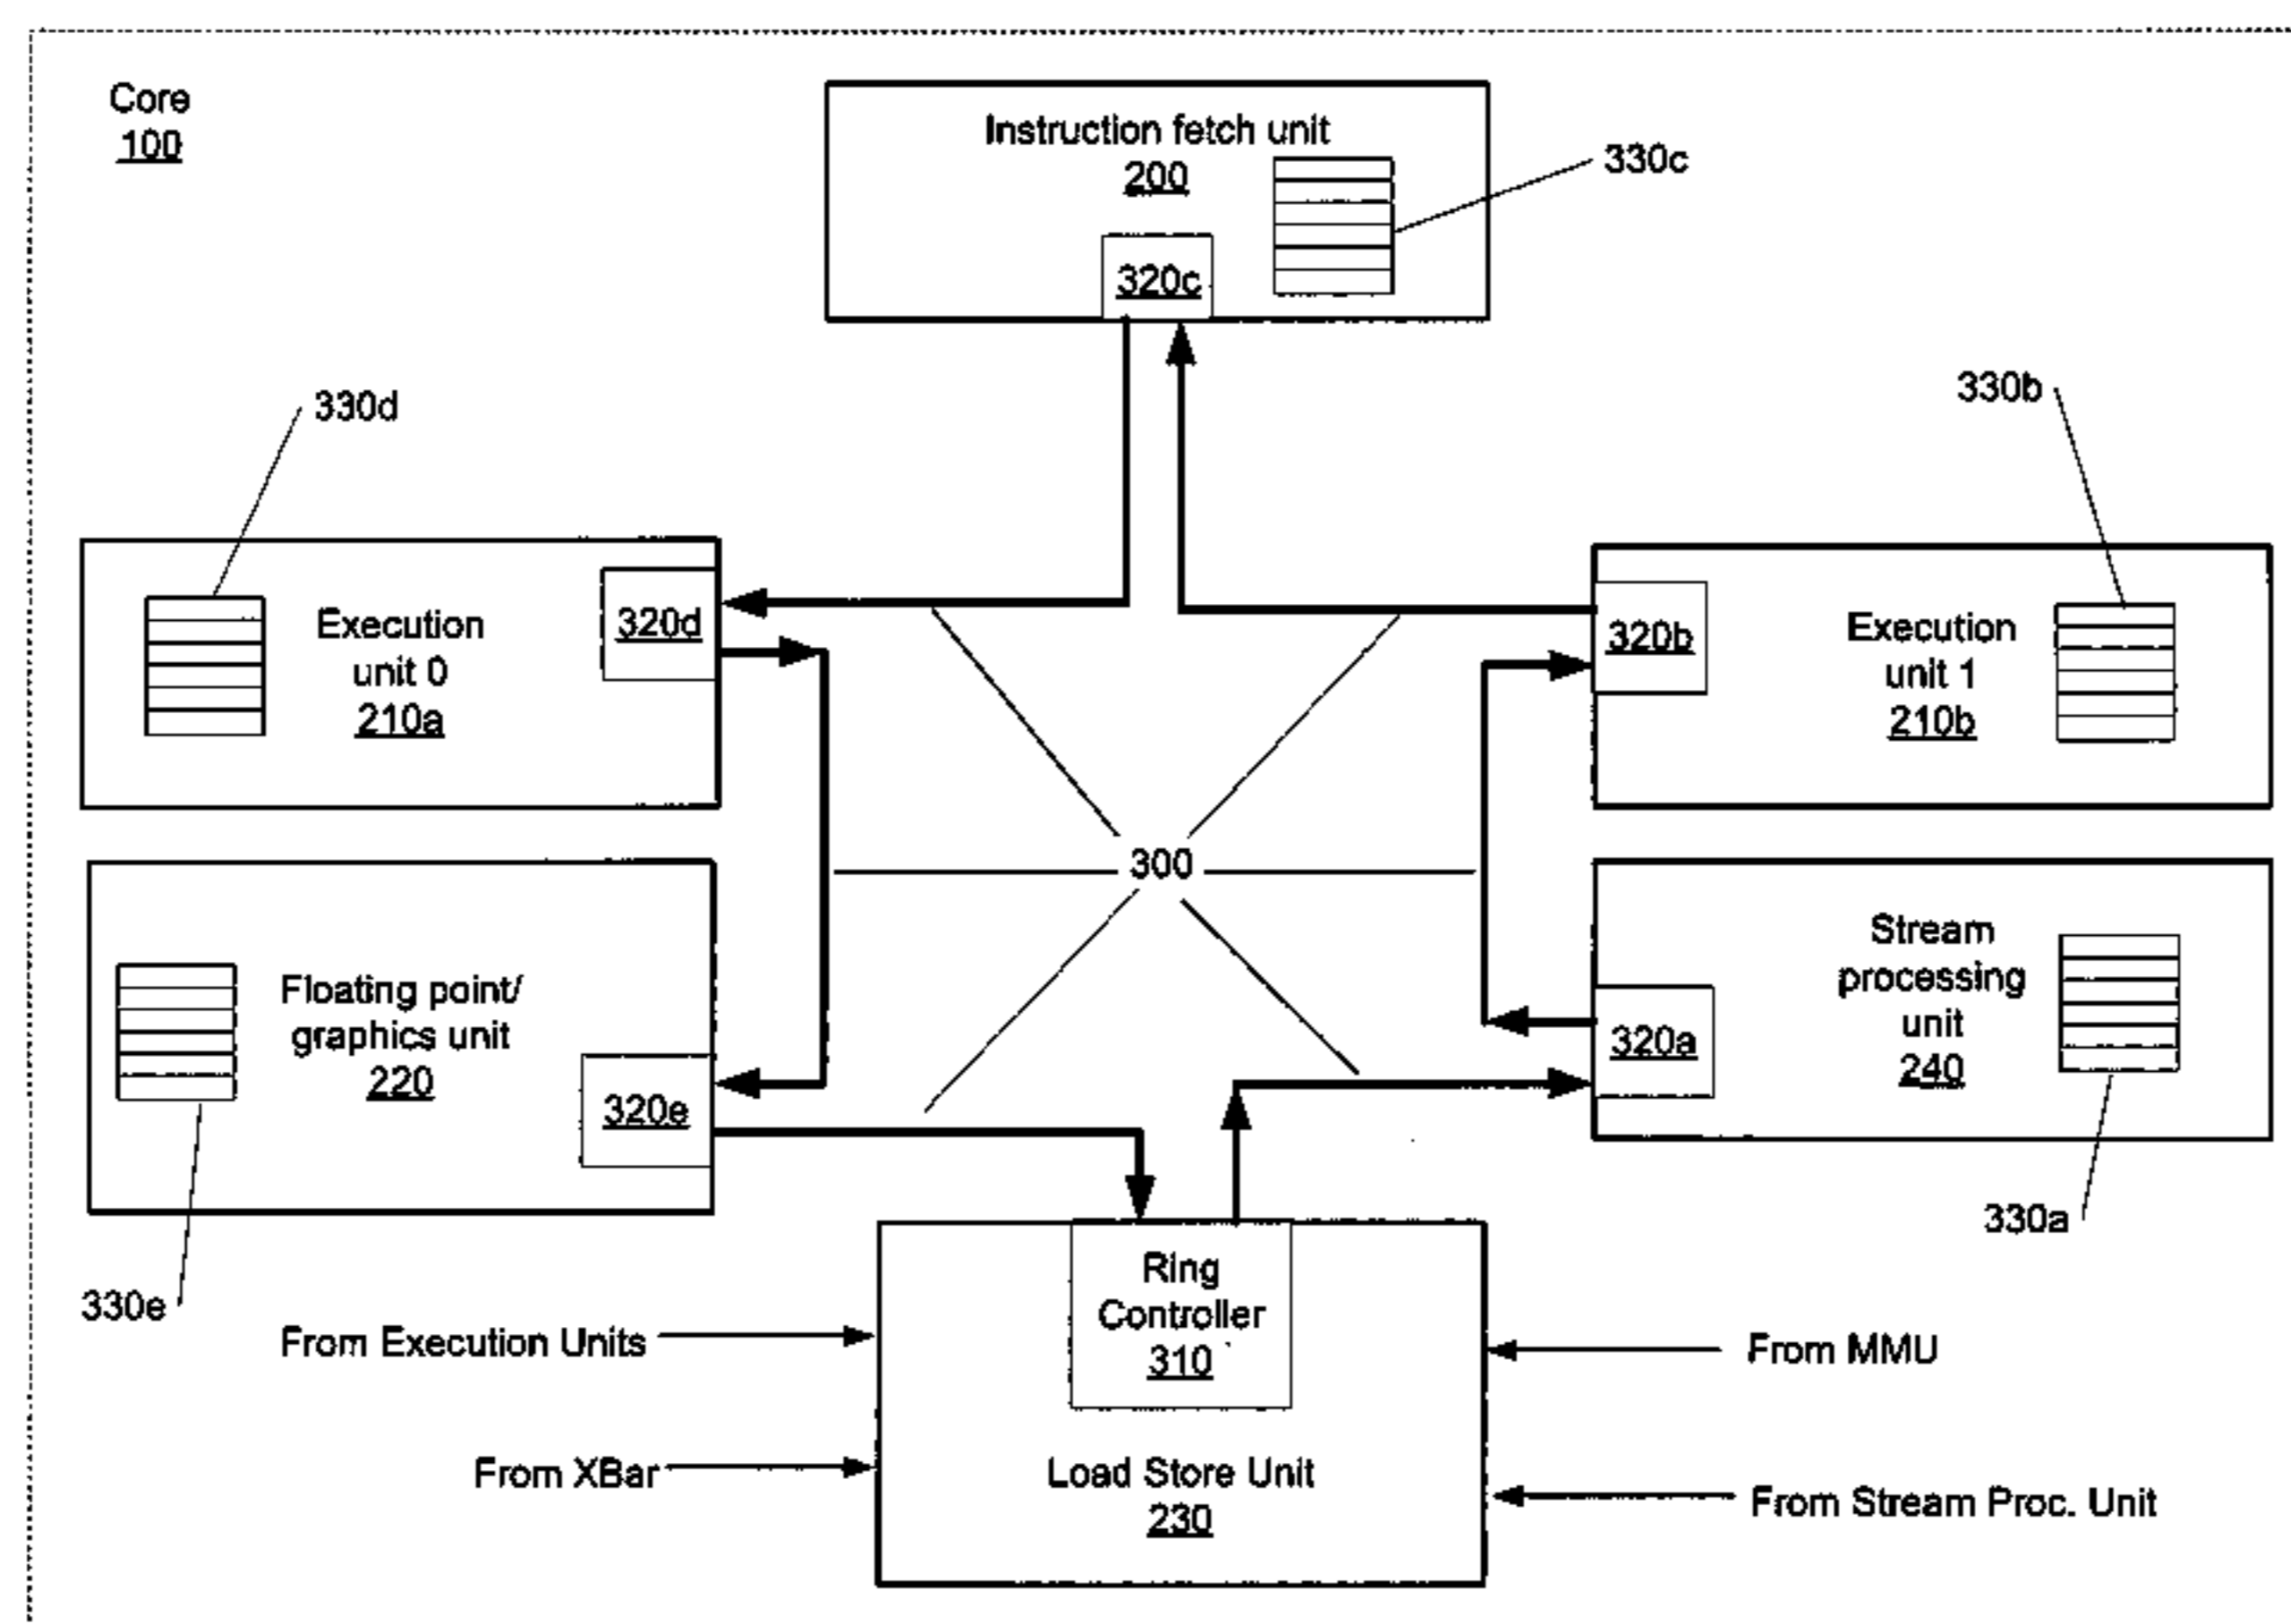 Core
100
Instruction fetch unit
200
330c
320c
330d
330b
Execution
unit 0
210a
320d
320b
Execution
unit 1
210b
300
Floating point/
graphics unit
220
320e
320a
Stream
processing
unit
240
330e
330a
Ring
Controller
310
From Execution Units
From MMU
From XBar
Load Store Unit
230
From Stream Proc. Unit